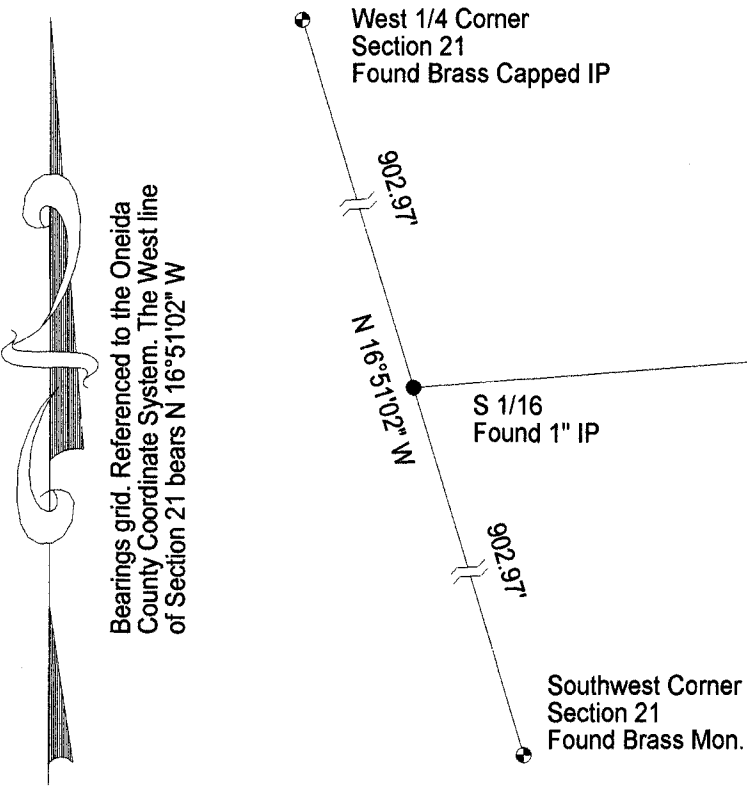 West 1/4 Corner
Section 21
Found Brass Capped IP
902.97'
Bearings grid. Referenced to the Oneida
County Coordinate System. The West line
of Section 21 bears N 16°51'02" W
N 16°51'02" W
S 1/16
Found 1" IP
902.97'
Southwest Corner
Section 21
Found Brass Mon.